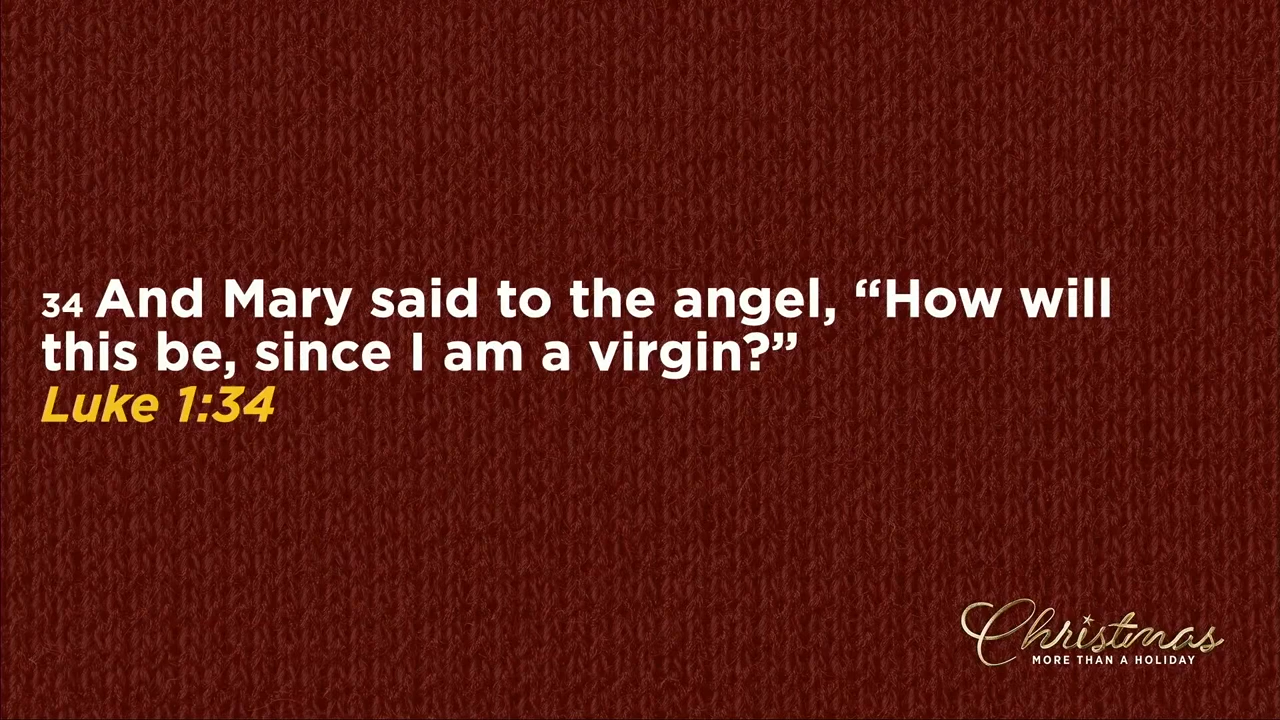 34 And Mary said to the angel, “How will
this be, since I am a virgin?”
Luke 1:34
Christmas
MORE THAN A HOLIDAY